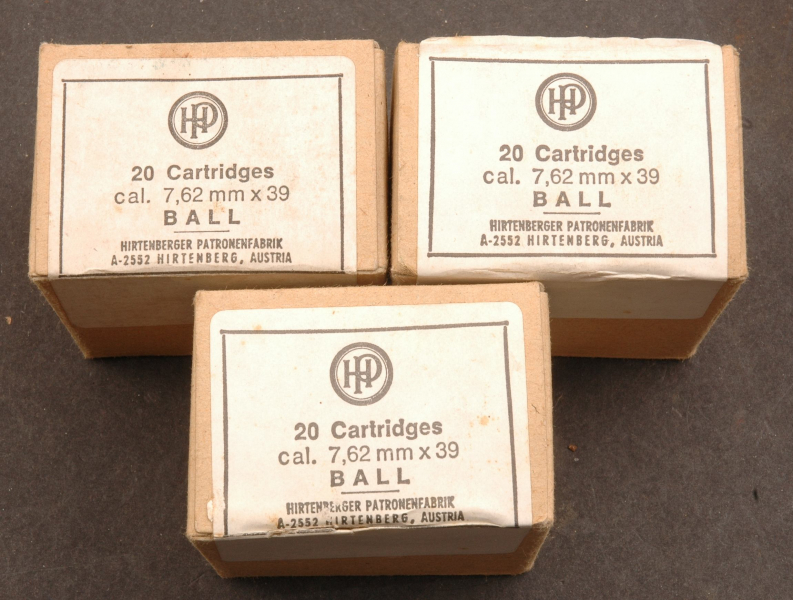 HP
20 Cartridges
cal. 7,62 mm x 39
BALL
HIRTENBERGER PATRONENFABRIK
A-2552 HIRTENBERG, AUSTRIA
HP
20 Cartridges
cal. 7,62 mm x 39
BALL
HIRTENBERGER PATRONENFABRIK
A-2552 HIRTENBERG, AUSTRIA
HP
20 Cartridges
cal. 7,62 mm x 39
BALL
HIRTENBERGER PATRONENFABRIK
A-2552 HIRTENBERG, AUSTRIA